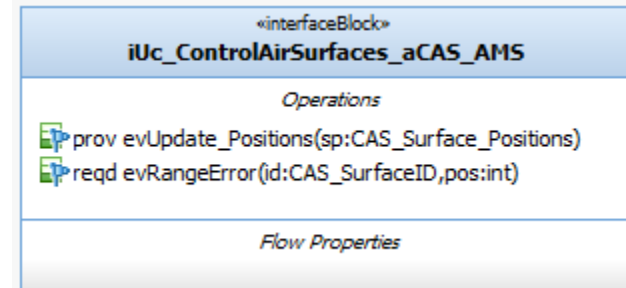 «interfaceBlock»
iUc_ControlAirSurfaces_aCAS_AMS
Operations
prov evUpdate_Positions(sp:CAS_Surface_Positions)
reqd evRangeError(id:CAS_SurfaceID,pos:int)
Flow Properties